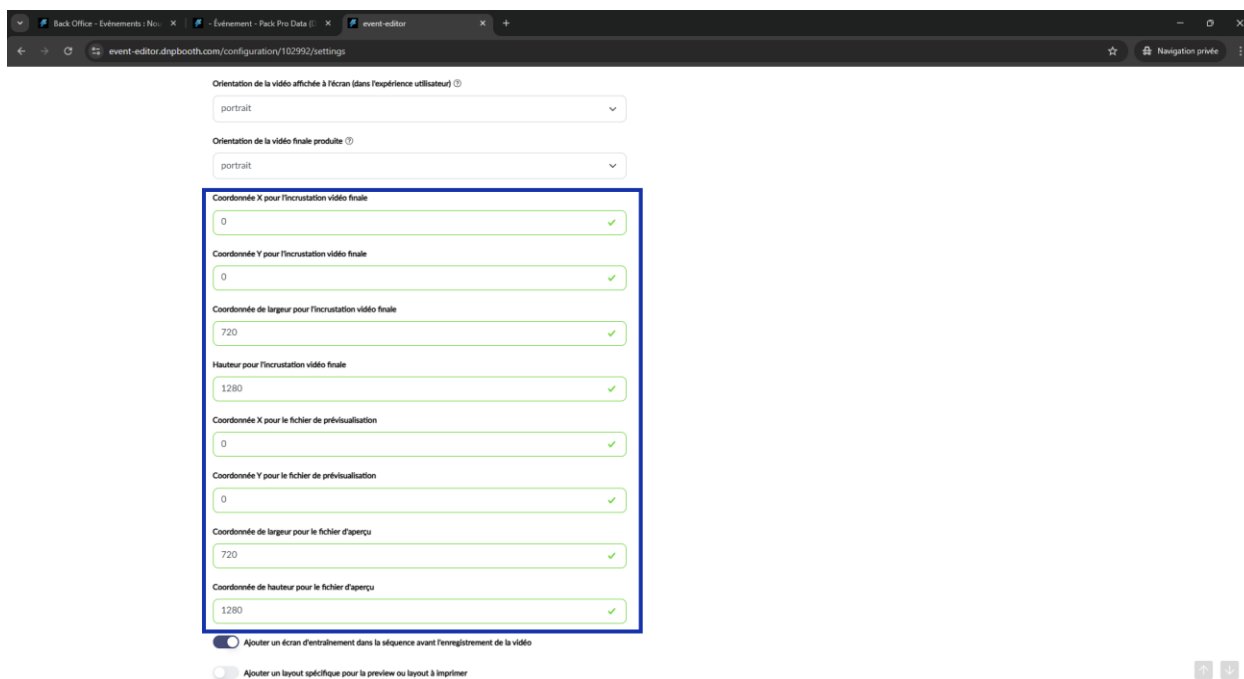 Back Office - Evènements : Nou
- Événement - Pack Pro Data (
event-editor
event-editor.dnpbooth.com/configuration/102992/settings
Navigation privée
Orientation de la vidéo affichée à l'écran (dans l'expérience utilisateur)
portrait
Orientation de la vidéo finale produite
portrait
Coordonnée X pour l'incrustation vidéo finale
0
Coordonnée Y pour l'incrustation vidéo finale
0
Coordonnée de largeur pour l'incrustation vidéo finale
720
Hauteur pour l'incrustation vidéo finale
1280
Coordonnée X pour le fichier de prévisualisation
0
Coordonnée Y pour le fichier de prévisualisation
0
Coordonnée de largeur pour le fichier d'aperçu
720
Coordonnée de hauteur pour le fichier d'aperçu
1280
Ajouter un écran d'entraînement dans la séquence avant l'enregistrement de la vidéo
Ajouter un layout spécifique pour la preview ou layout à imprimer